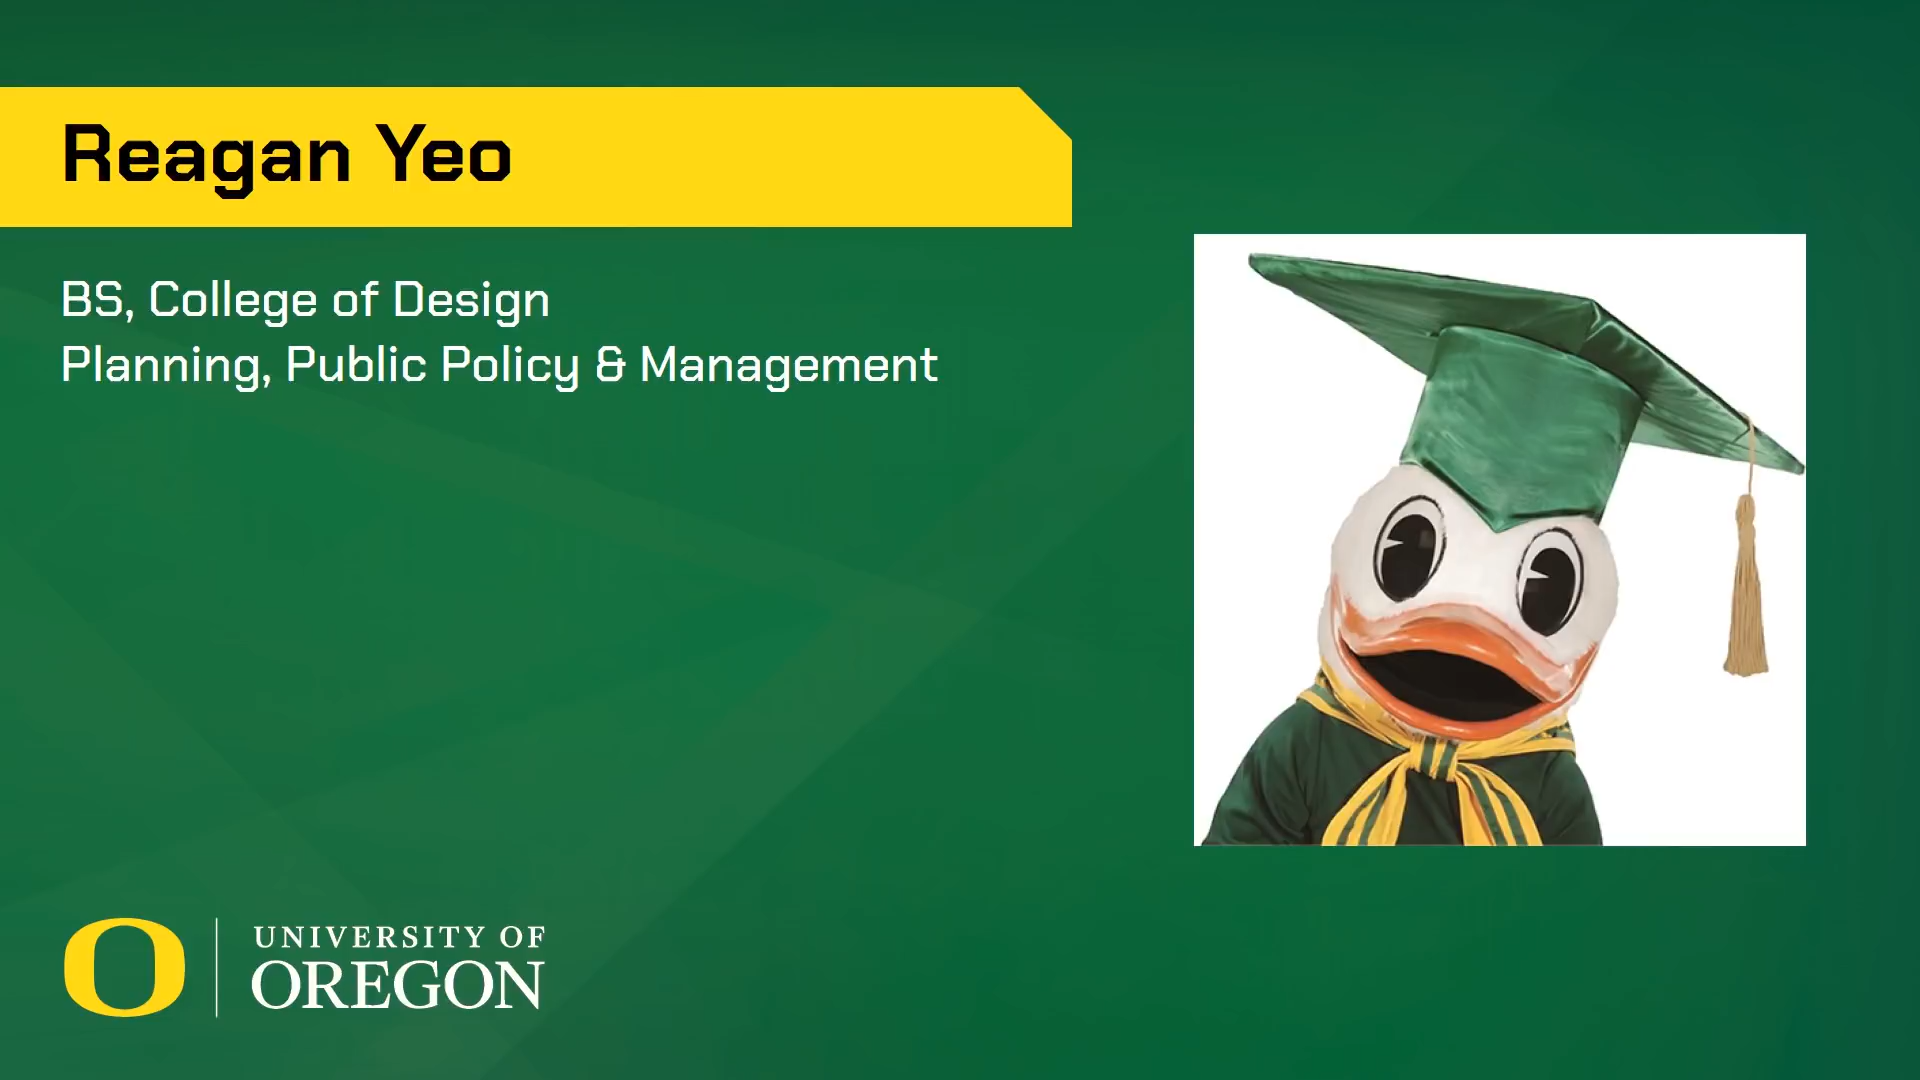 Reagan Yeo
BS, College of Design
Planning, Public Policy & Management
O
UNIVERSITY OF
OREGON